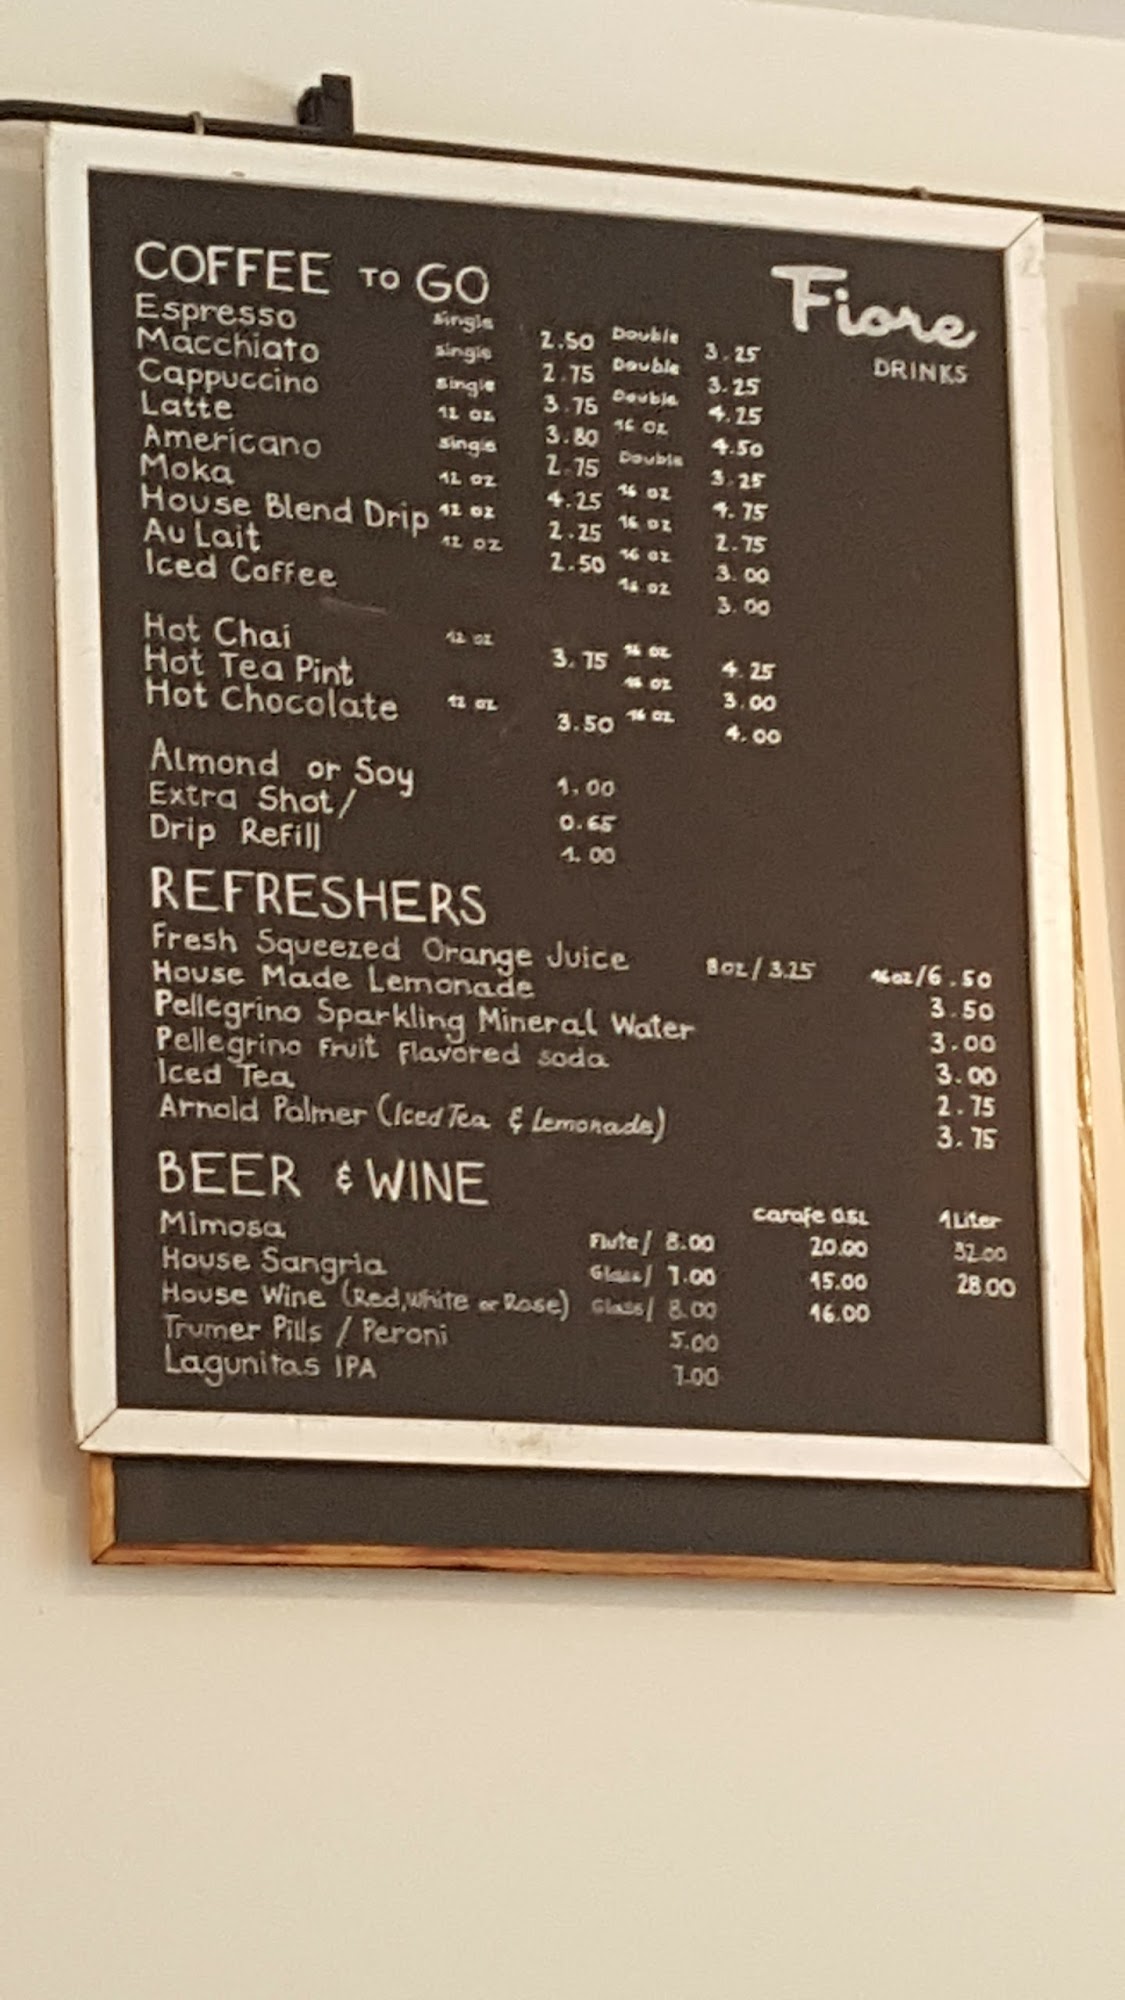 COFFEE TO GO
Fiore
DRINKS
Espresso single 2.50 Double 3.25
Macchiato single 2.75 Double 3.25
Cappuccino single 3.75 Double 4.25
Latte 12 oz 3.80 16 oz 4.50
Americano single 2.75 Double 3.25
Moka 12 oz 4.25 16 oz 4.75
House Blend Drip 12 oz 2.25 16 oz 2.75
Au Lait 12 oz 2.50 16 oz 3.00
Iced Coffee 16 oz 3.00
Hot Chai 12 oz 3.75 16 oz 4.25
Hot Tea Pint 16 oz 3.00
Hot Chocolate 12 oz 3.50 16 oz 4.00
Almond or Soy 1.00
Extra Shot/ 0.65
Drip Refill 1.00
REFRESHERS
Fresh Squeezed Orange Juice 8oz/3.25 16oz/6.50
House Made Lemonade 3.50
Pellegrino Sparkling Mineral Water 3.00
Pellegrino Fruit flavored soda 3.00
Iced Tea 2.75
Arnold Palmer (Iced Tea & Lemonade) 3.75
BEER & WINE
Carafe 0.5L 1Liter
Mimosa Flute/ 8.00 20.00 32.00
House Sangria Glass/ 7.00 15.00 28.00
House Wine (Red, white or Rose) Glass/ 8.00 16.00
Trumer Pills / Peroni 5.00
Lagunitas IPA 7.00